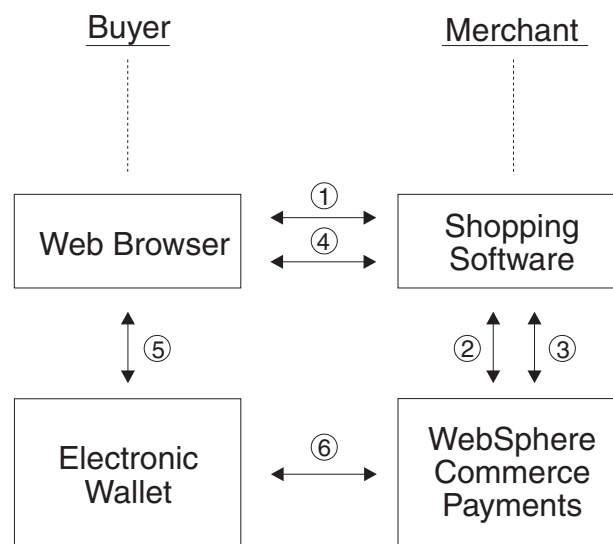 Buyer
Merchant
Web Browser
①
④
Shopping
Software
⑤
②
③
Electronic
Wallet
⑥
WebSphere
Commerce
Payments